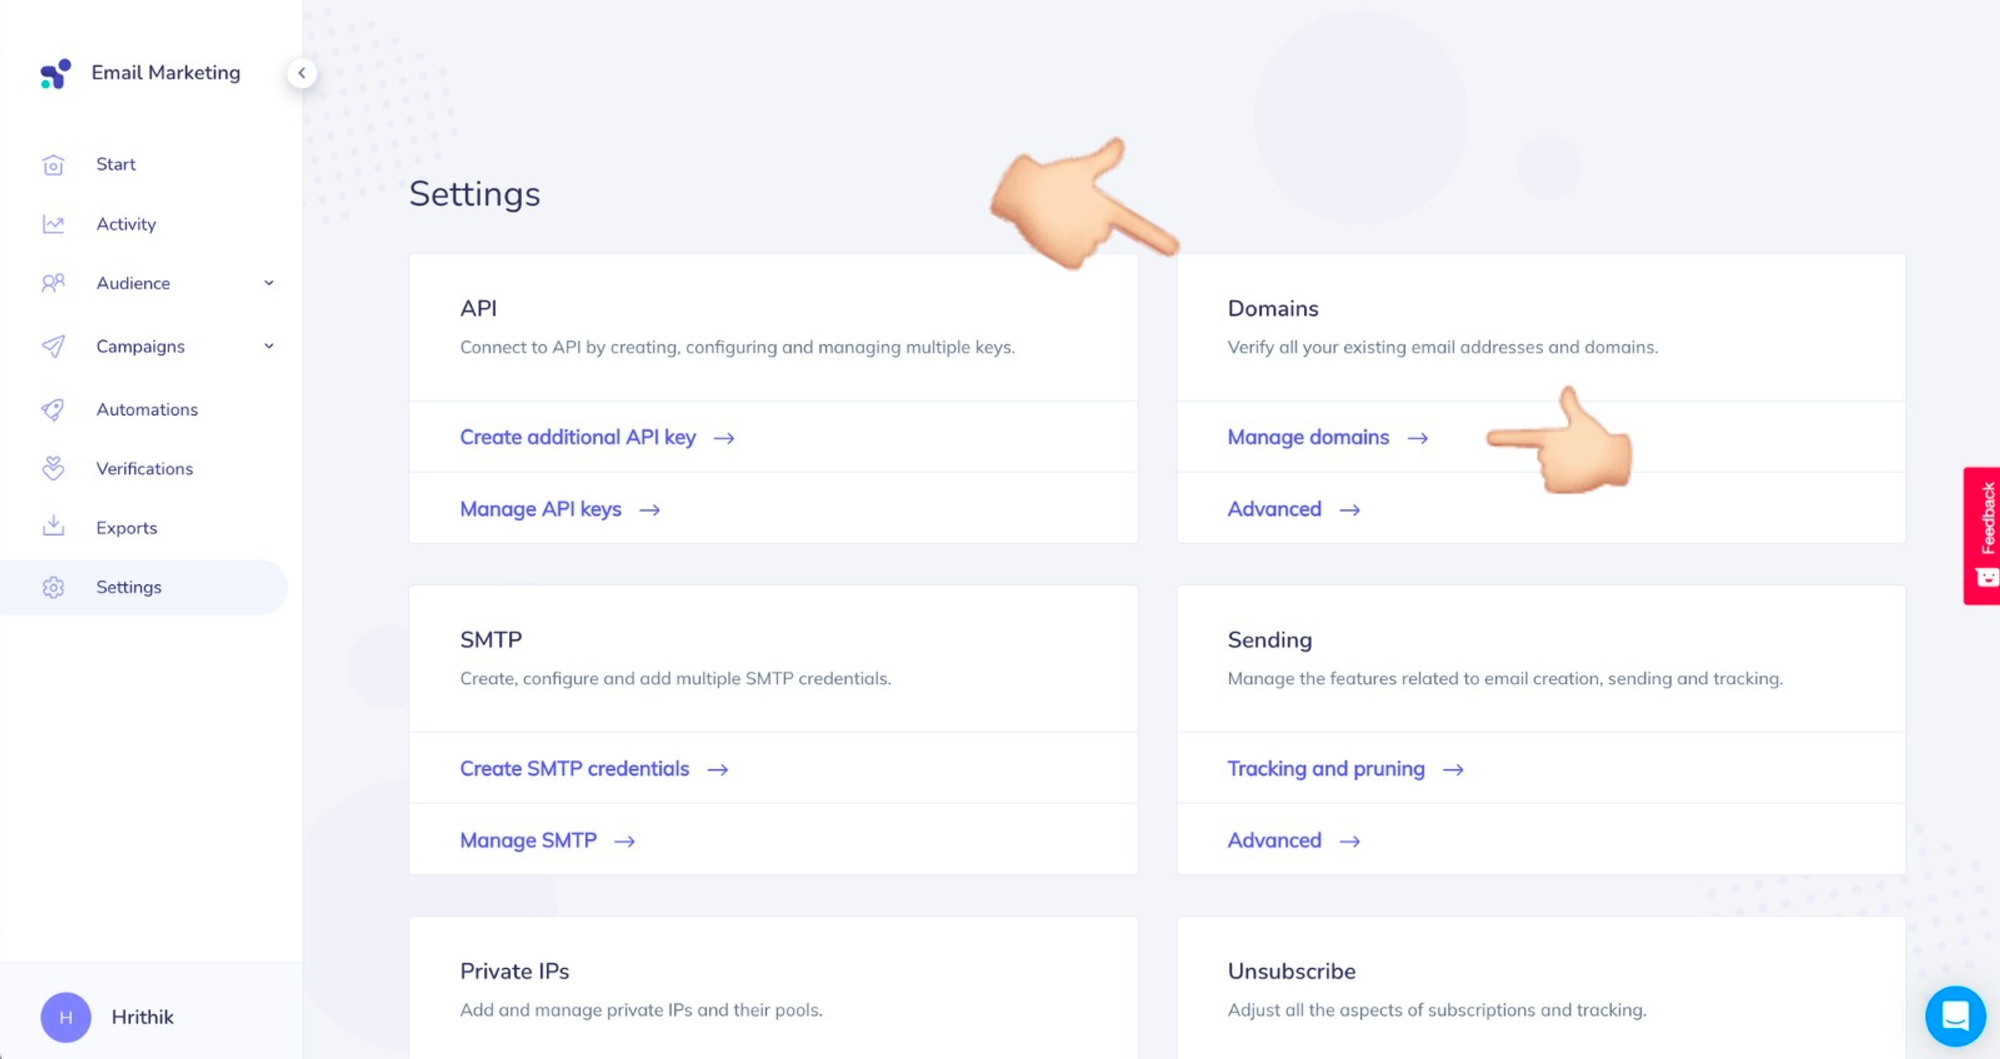 Email Marketing
Start
Activity
Audience
Campaigns
Automations
Verifications
Exports
Settings
H
Hrithik
Settings
API
Connect to API by creating, configuring and managing multiple keys.
Create additional API key
Manage API keys
Domains
Verify all your existing email addresses and domains.
Manage domains
Advanced
SMTP
Create, configure and add multiple SMTP credentials.
Create SMTP credentials
Manage SMTP
Sending
Manage the features related to email creation, sending and tracking.
Tracking and pruning
Advanced
Private IPs
Add and manage private IPs and their pools.
Unsubscribe
Adjust all the aspects of subscriptions and tracking.
Feedback